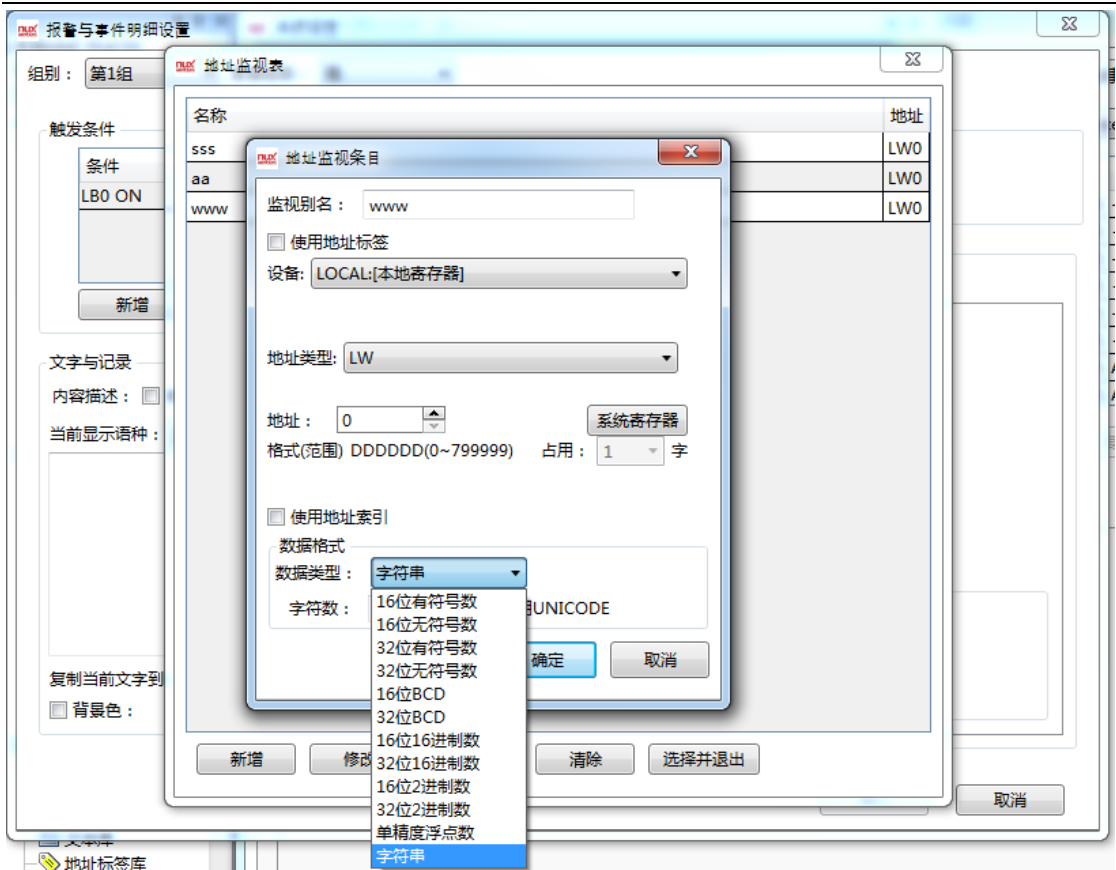 报警与事件明细设置
组别： 第1组
地址监视表
触发条件
条件
LB0 ON
新增
文字与记录
内容描述：
当前显示语种：
复制当前文字到
背景色：
名称 地址
sss LW0
aa LW0
www LW0
地址监视条目
监视别名： www
使用地址标签
设备: LOCAL:[本地寄存器]
地址类型: LW
地址： 0 系统寄存器
格式(范围) DDDDDD(0~799999) 占用： 1 字
使用地址索引
数据格式
数据类型： 字符串
字符数： UNICODE
16位有符号数
16位无符号数
32位有符号数
32位无符号数
16位BCD
32位BCD
16位16进制数
32位16进制数
16位2进制数
32位2进制数
单精度浮点数
字符串
确定 取消
新增 修改 清除 选择并退出
取消
地址标签库